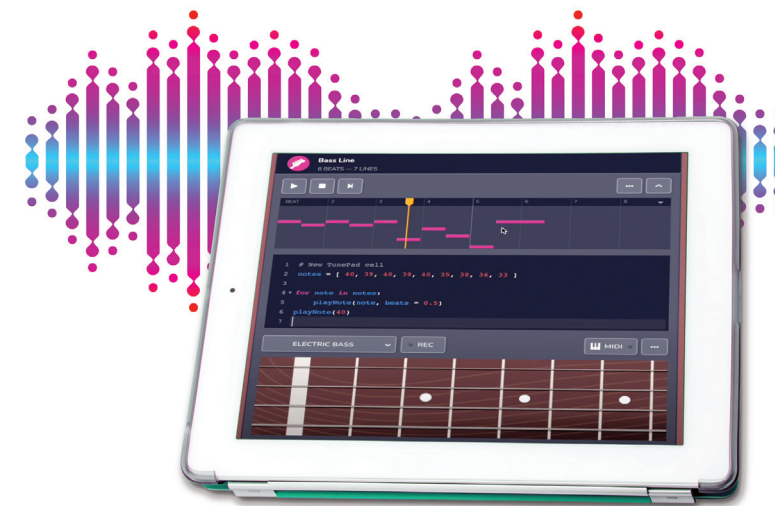 Bass Line
8 BEATS — 7 LINES
BEAT 2 3 4 5 6 7 8
1 # New TunePad cell
2 notes = [ 40, 39, 40, 39, 40, 35, 38, 36, 33 ]
3
4 for note in notes:
5 playNote(note, beats = 0.5)
6 playNote(40)
7
ELECTRIC BASS REC MIDI